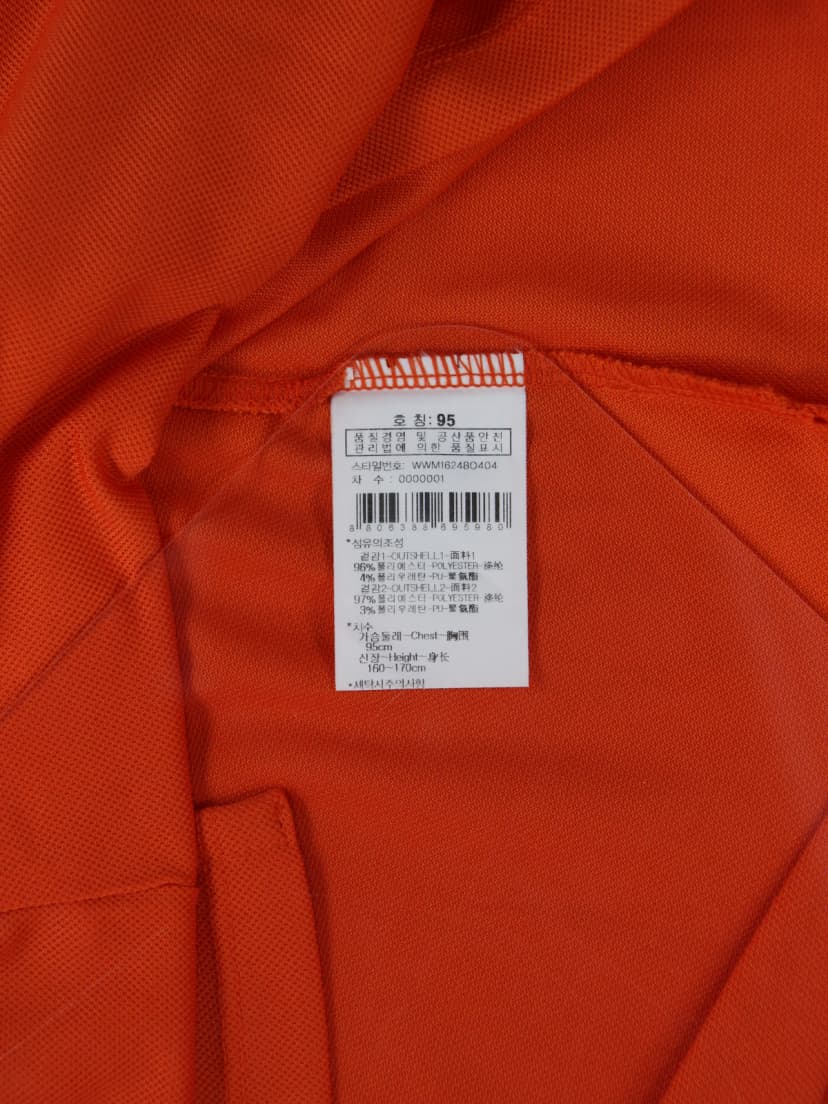 호 칭: 95
품질경영 및 공산품안전
관리법에 의한 품질표시
스타일번호: WWM16248O404
차 수 : 0000001
8806388695980
*섬유의조성
겉감1-OUTSHELL1-面料1
96%폴리에스터-POLYESTER-涤纶
4%폴리우레탄-PU-聚氨酯
겉감2-OUTSHELL2-面料2
97%폴리에스터-POLYESTER-涤纶
3%폴리우레탄-PU-聚氨酯
*치수
가슴둘레-Chest-胸围
95cm
신장-Height-身长
160~170cm
*세탁시주의사항